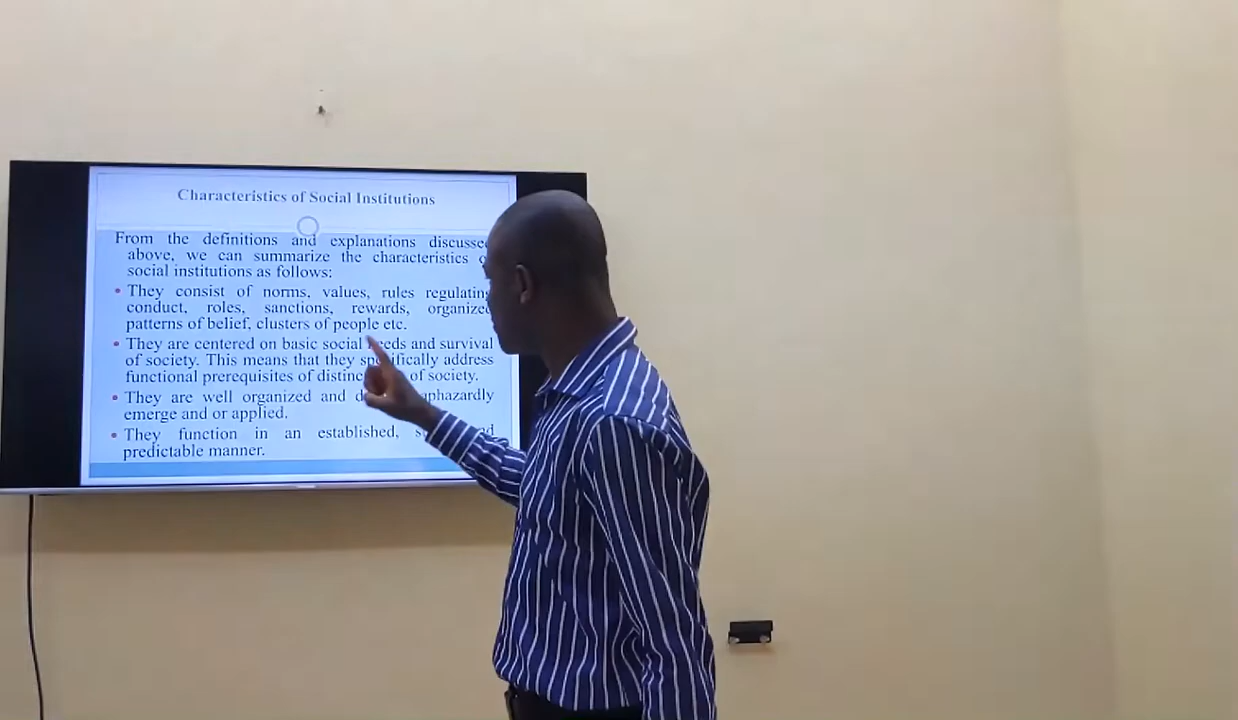 Characteristics of Social Institutions
From the definitions and explanations discussed
above, we can summarize the characteristics
social institutions as follows:
• They consist of norms, values, rules regulating
conduct, roles, sanctions, rewards, organized
patterns of belief, clusters of people etc.
• They are centered on basic social needs and survival
of society. This means that they specifically address
functional prerequisites of of society.
• They are well organized and haphazardly
emerge and or applied.
• They function in an established,
predictable manner.